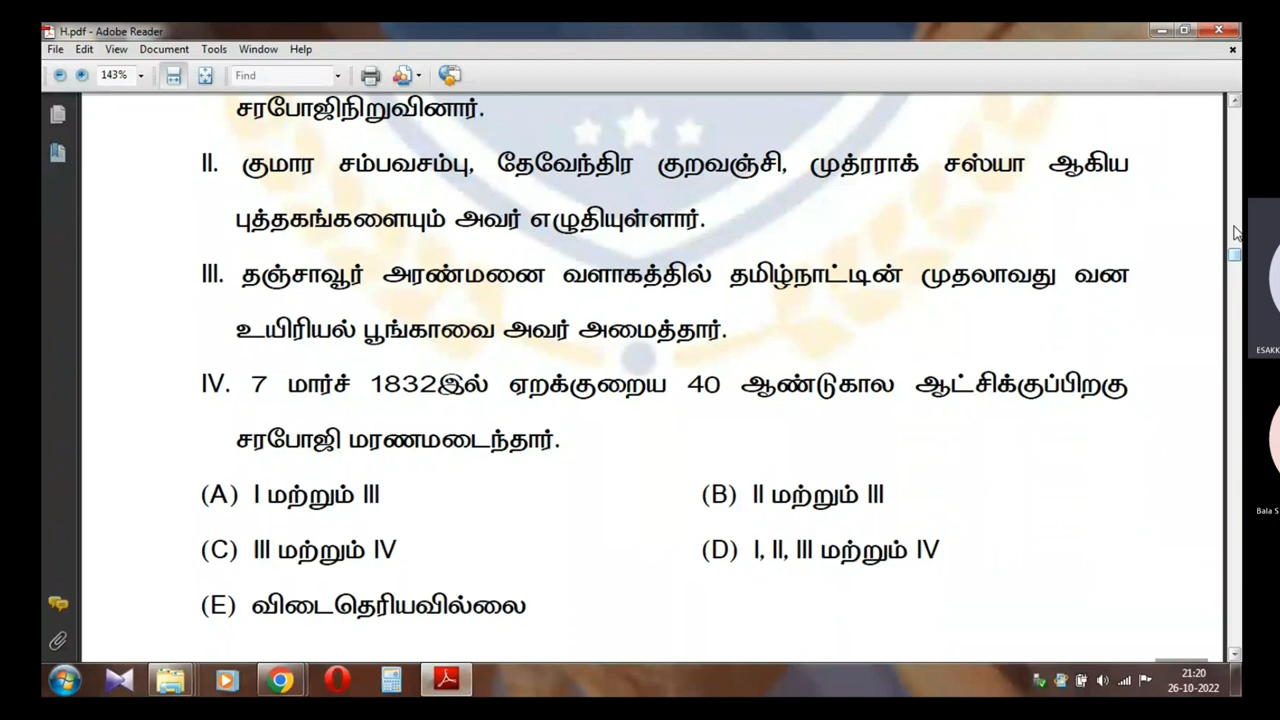 H.pdf - Adobe Reader
File Edit View Document Tools Window Help
143% Find
சரபோஜிநிறுவினார்.
II. குமார சம்பவசம்பு, தேவேந்திர குறவஞ்சி, முத்ரராக் சஸ்யா ஆகிய
புத்தகங்களையும் அவர் எழுதியுள்ளார்.
III. தஞ்சாவூர் அரண்மனை வளாகத்தில் தமிழ்நாட்டின் முதலாவது வன
உயிரியல் பூங்காவை அவர் அமைத்தார்.
IV. 7 மார்ச் 1832இல் ஏறக்குறைய 40 ஆண்டுகால ஆட்சிக்குப்பிறகு
சரபோஜி மரணமடைந்தார்.
(A) I மற்றும் III (B) II மற்றும் III
(C) III மற்றும் IV (D) I, II, III மற்றும் IV
(E) விடைதெரியவில்லை
ESAKK
Bala S
21:20
26-10-2022